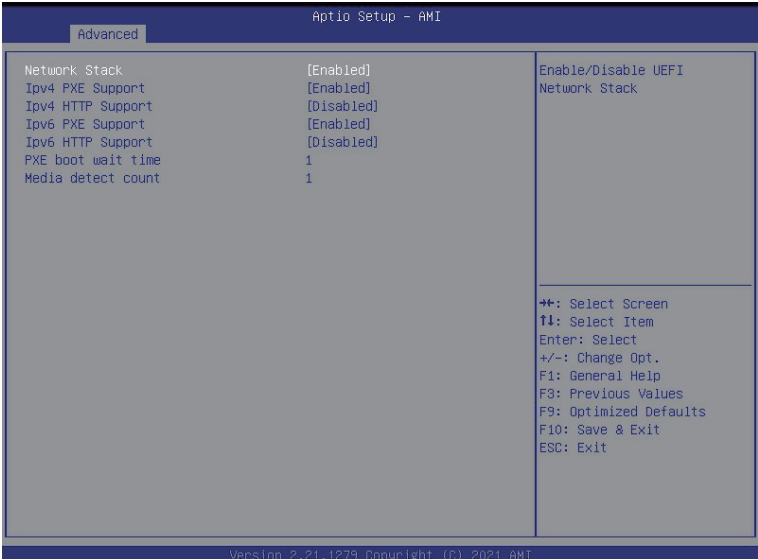 Aptio Setup – AMI
Advanced
Network Stack [Enabled]
Ipv4 PXE Support [Enabled]
Ipv4 HTTP Support [Disabled]
Ipv6 PXE Support [Enabled]
Ipv6 HTTP Support [Disabled]
PXE boot wait time 1
Media detect count 1
Enable/Disable UEFI
Network Stack
→←: Select Screen
↑↓: Select Item
Enter: Select
+/-: Change Opt.
F1: General Help
F3: Previous Values
F9: Optimized Defaults
F10: Save & Exit
ESC: Exit
Version 2.21.1279 Copyright (C) 2021 AMI